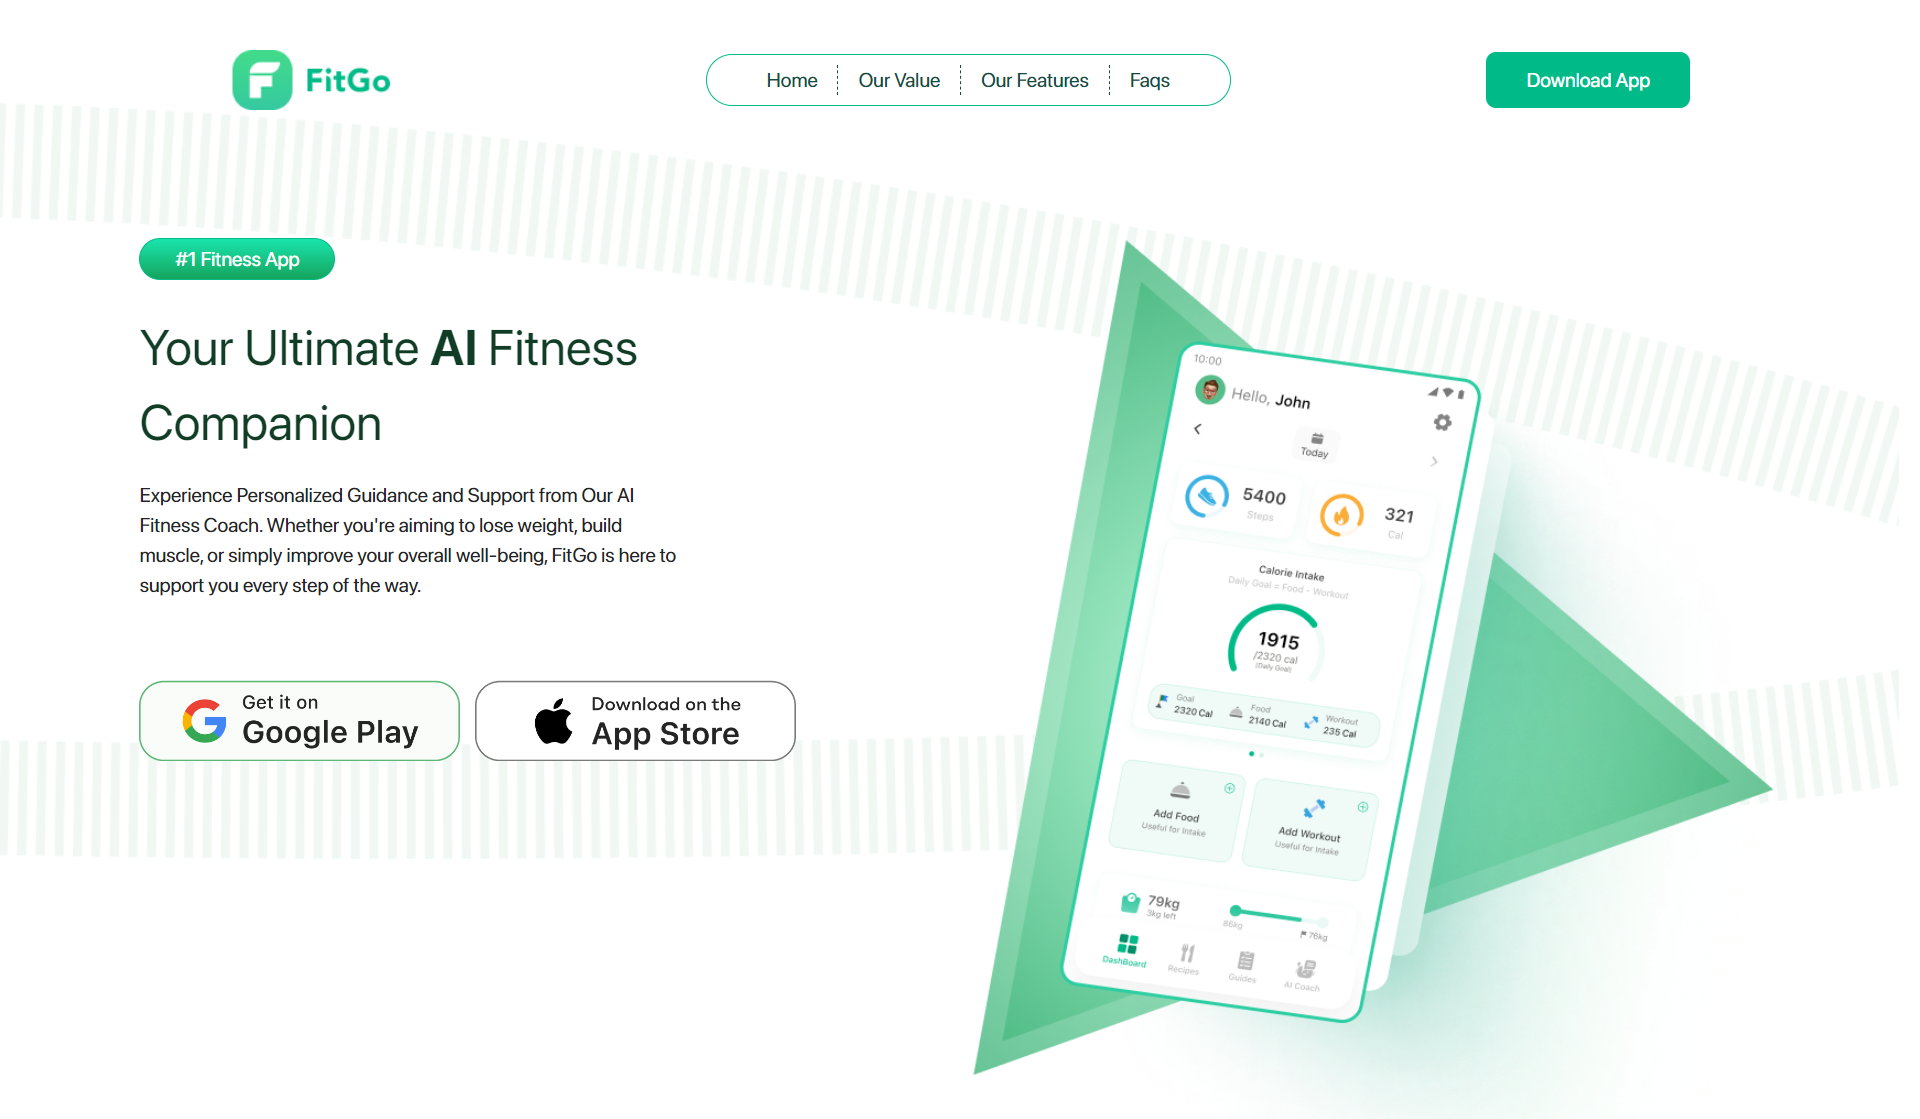 FitGo
Home
Our Value
Our Features
Faqs
Download App
#1 Fitness App
Your Ultimate AI Fitness
Companion
Experience Personalized Guidance and Support from Our AI
Fitness Coach. Whether you're aiming to lose weight, build
muscle, or simply improve your overall well-being, FitGo is here to
support you every step of the way.
Get it on
Google Play
Download on the
App Store
10:00
Hello, John
Today
5400
Steps
321
Cal
Calorie Intake
Daily Goal = Food - Workout
1915
/2320 cal
(Daily Goal)
Goal
2320 Cal
Food
2140 Cal
Workout
235 Cal
Add Food
Useful for Intake
Add Workout
Useful for Intake
79kg
3kg left
86kg
76kg
DashBoard
Recipes
Guides
AI Coach